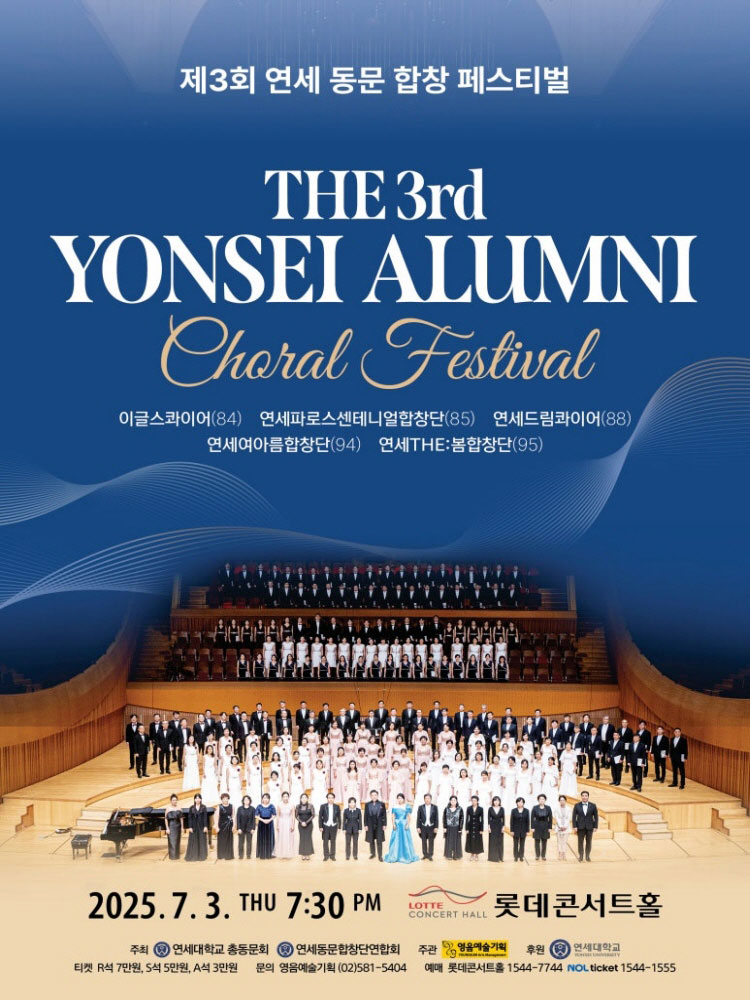 제3회 연세 동문 합창 페스티벌
THE 3rd
YONSEI ALUMNI
Choral Festival
이글스콰이어(84) 연세파로스센테니얼합창단(85) 연세드림콰이어(88)
연세여아름합창단(94) 연세THE:봄합창단(95)
2025. 7. 3. THU 7:30 PM LOTTE CONCERT HALL 롯데콘서트홀
주최 연세대학교 총동문회 연세동문합창단연합회 주관 영음예술기획 후원 연세대학교 YONSEI UNIVERSITY
티켓 R석 7만원, S석 5만원, A석 3만원 문의 영음예술기획 (02)581-5404 예매 롯데콘서트홀 1544-7744 NOL ticket 1544-1555